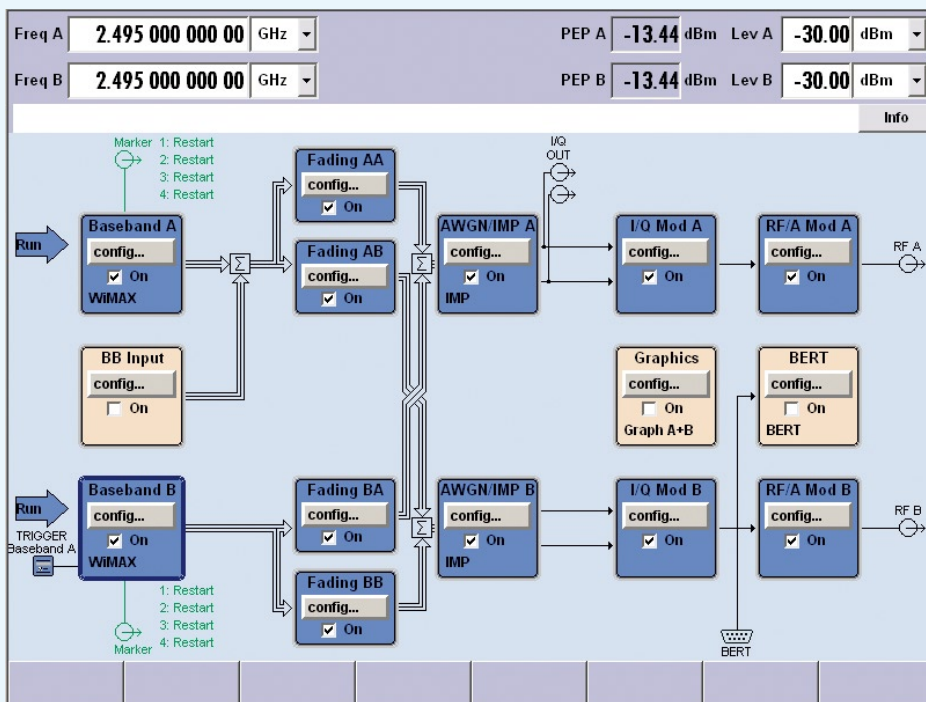 Freq A 2.495 000 000 00 GHz PEP A -13.44 dBm Lev A -30.00 dBm
Freq B 2.495 000 000 00 GHz PEP B -13.44 dBm Lev B -30.00 dBm
Info
Marker 1: Restart
2: Restart
3: Restart
4: Restart
I/Q
OUT
Fading AA
config...
On
Run
Baseband A
config...
On
WiMAX
Σ
Fading AB
config...
On
Σ
AWGN/IMP A
config...
On
IMP
I/Q Mod A
config...
On
RF/A Mod A
config...
On
RF A
BB Input
config...
On
Graphics
config...
On
Graph A+B
BERT
config...
On
BERT
Run
TRIGGER
Baseband A
Baseband B
config...
On
WiMAX
Fading BA
config...
On
Σ
AWGN/IMP B
config...
On
IMP
I/Q Mod B
config...
On
RF/A Mod B
config...
On
RF B
Fading BB
config...
On
1: Restart
2: Restart
3: Restart
Marker 4: Restart
BERT